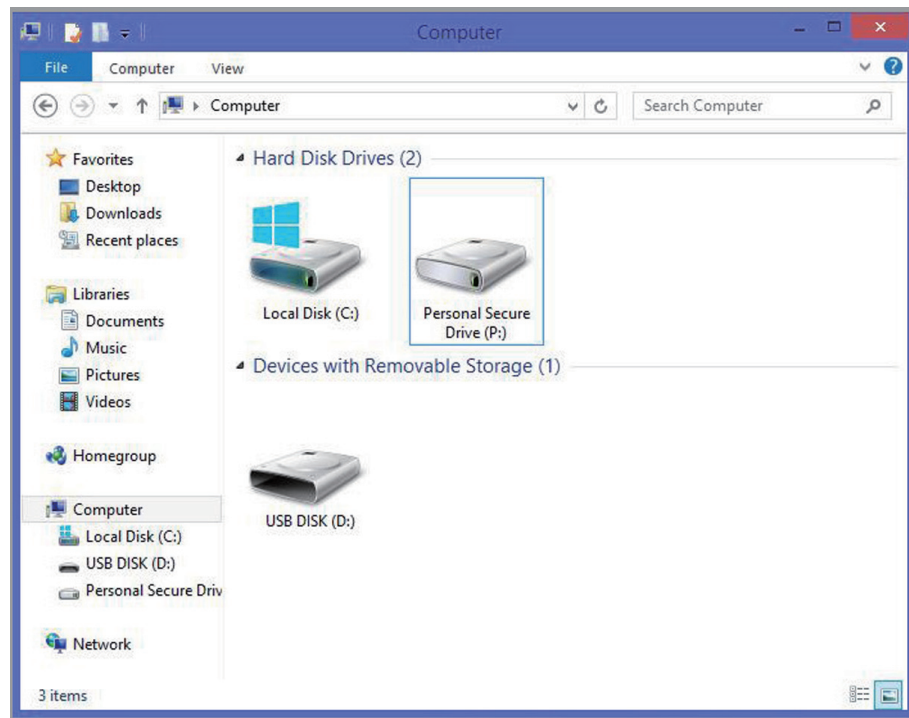 Computer
File Computer View
Computer
Search Computer
Favorites
Desktop
Downloads
Recent places
Libraries
Documents
Music
Pictures
Videos
Homegroup
Computer
Local Disk (C:)
USB DISK (D:)
Personal Secure Driv
Network
Hard Disk Drives (2)
Local Disk (C:)
Personal Secure
Drive (P:)
Devices with Removable Storage (1)
USB DISK (D:)
3 items